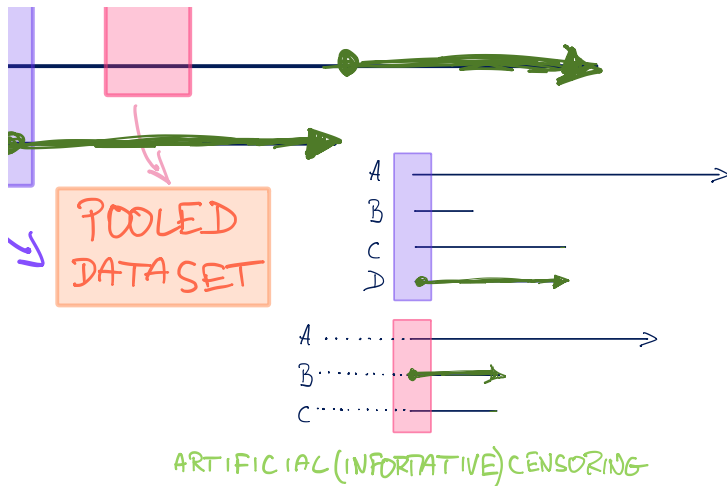 POOLED
DATASET
A
B
C
D
A
B
C
ARTIFICIAL (INFORTATIVE) CENSORING